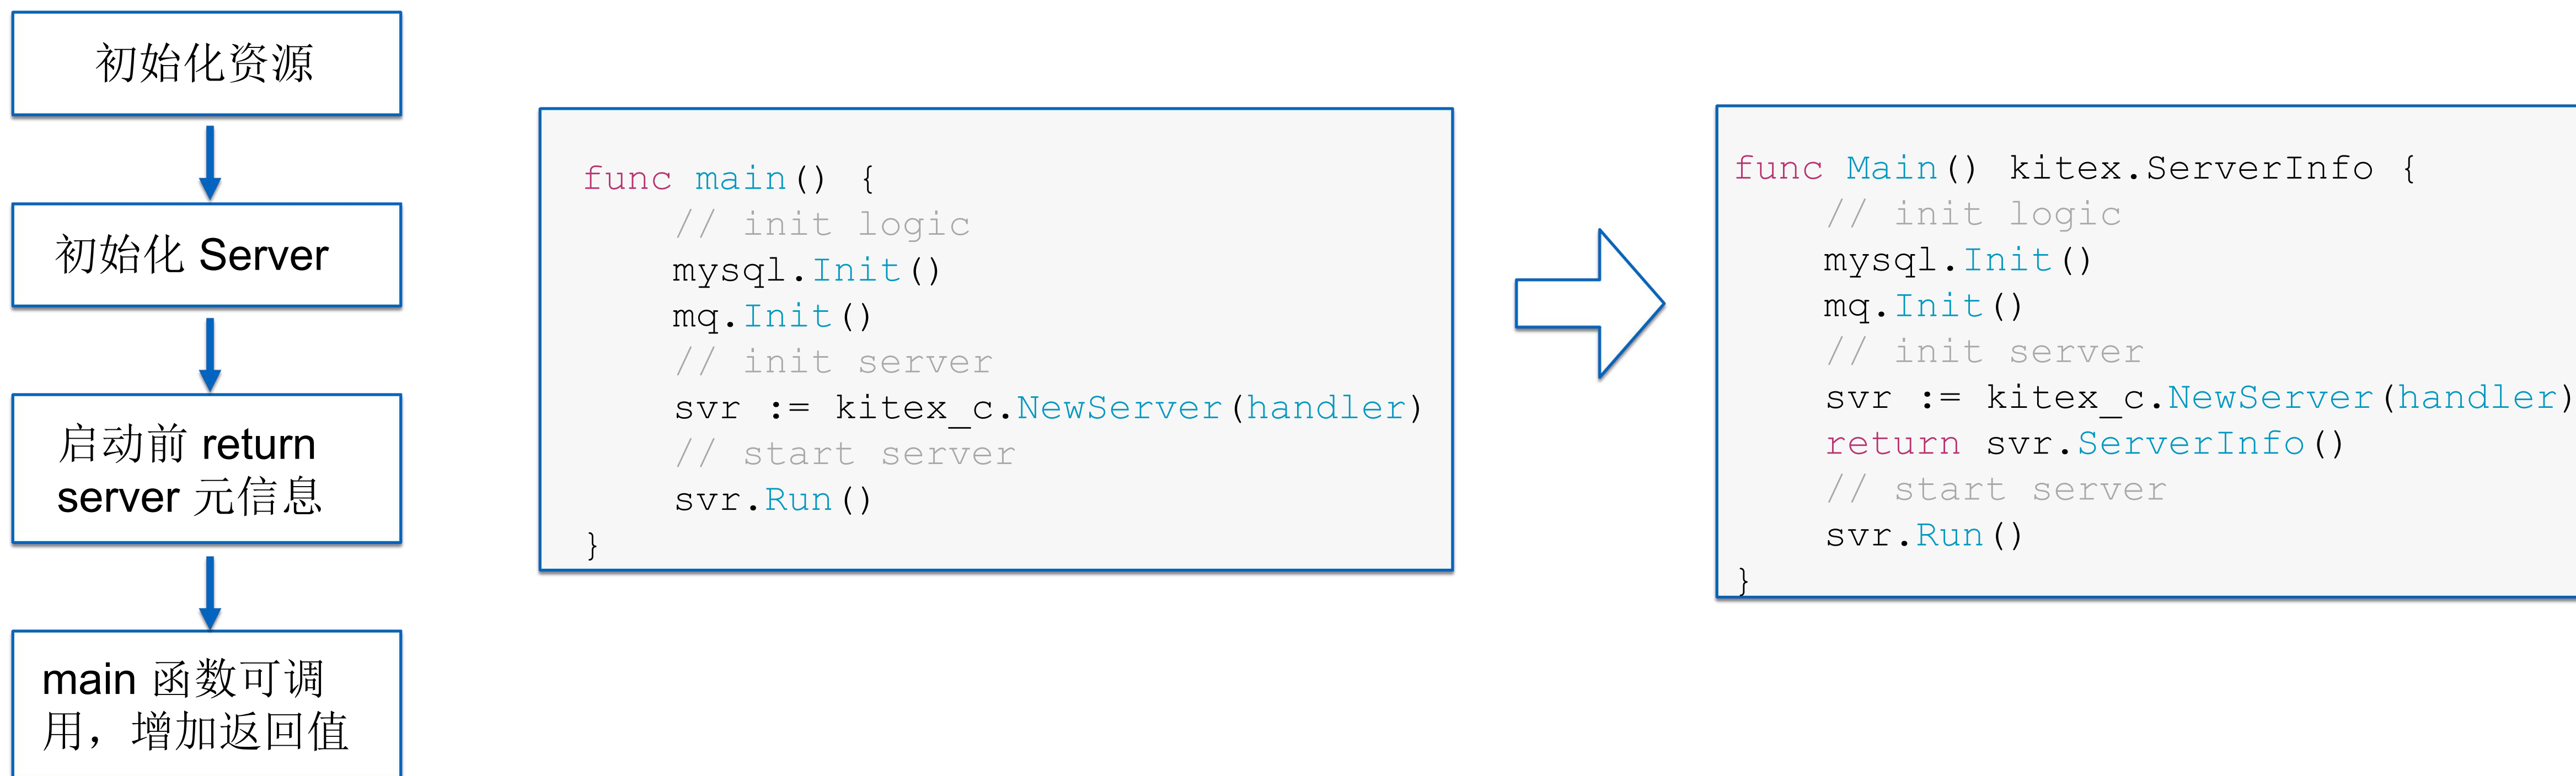 初始化资源
初始化 Server
启动前 return
server 元信息
main 函数可调
用，增加返回值
func main() {
    // init logic
    mysql.Init()
    mq.Init()
    // init server
    svr := kitex_c.NewServer(handler)
    // start server
    svr.Run()
}
func Main() kitex.ServerInfo {
    // init logic
    mysql.Init()
    mq.Init()
    // init server
    svr := kitex_c.NewServer(handler)
    return svr.ServerInfo()
    // start server
    svr.Run()
}